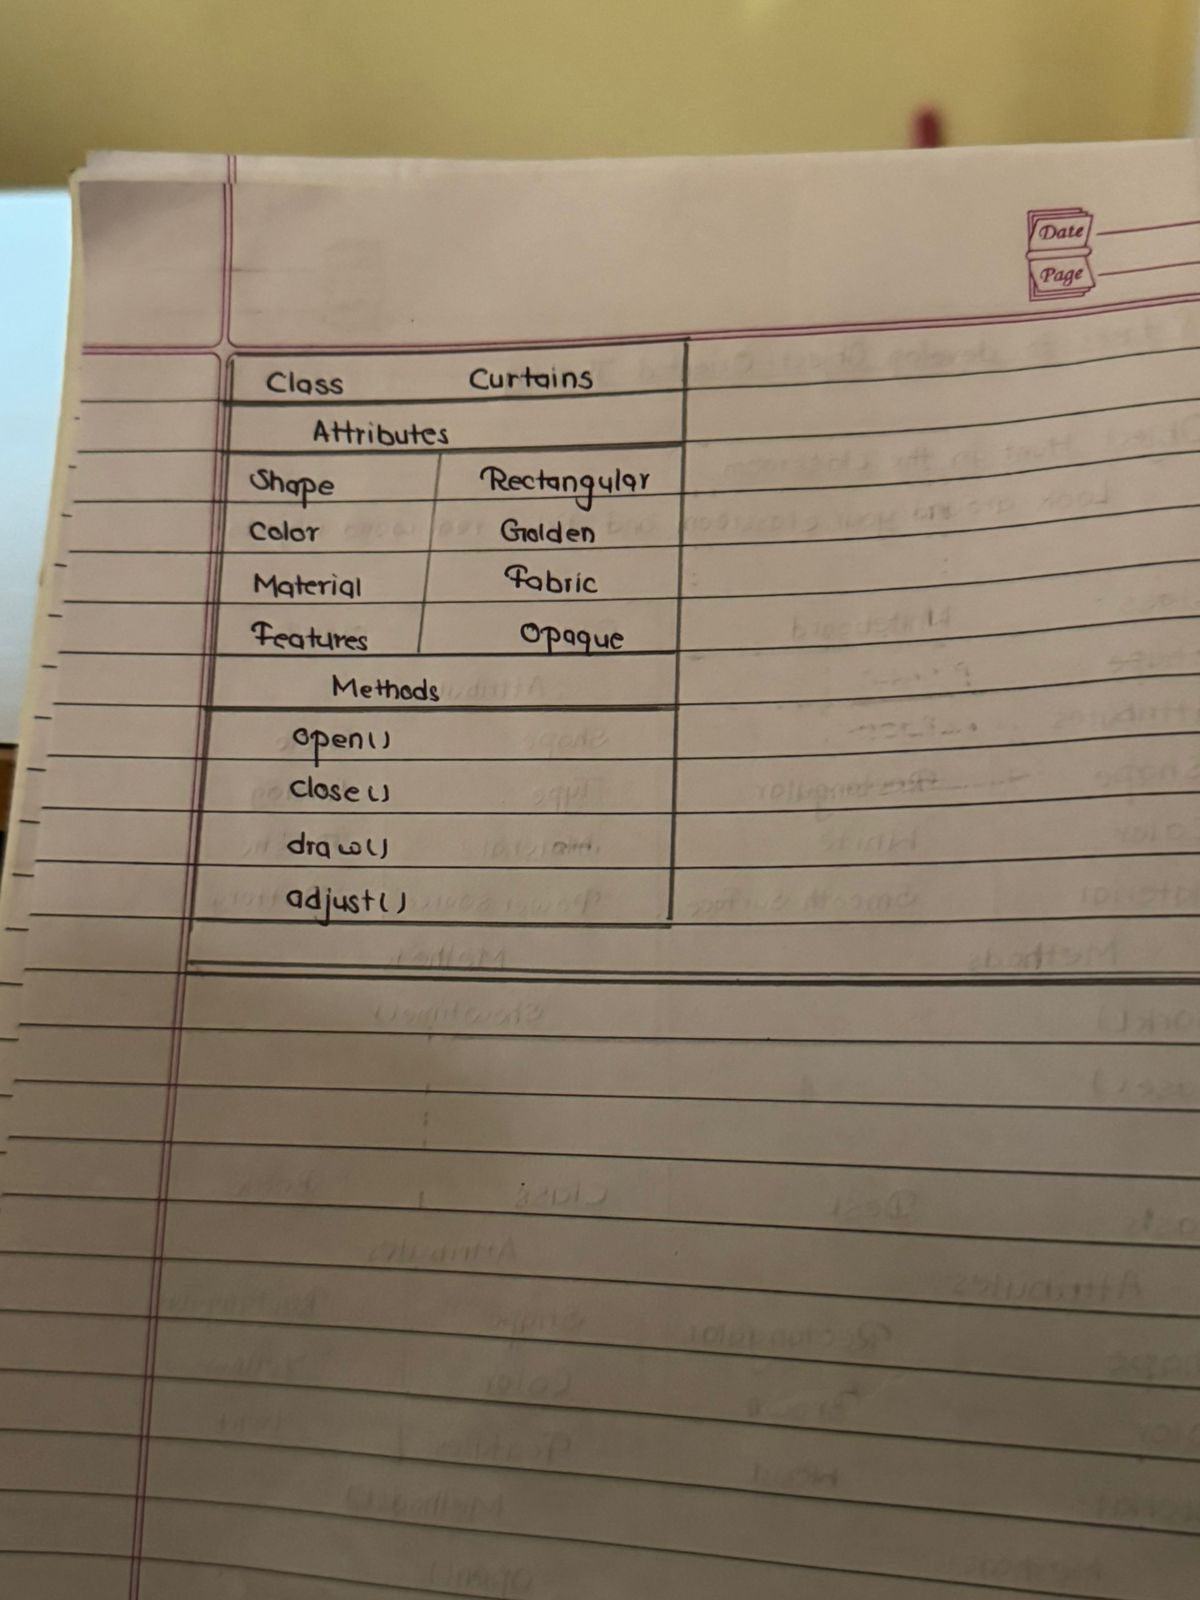 Date
Page
Class Curtains
Attributes
Shape Rectangular
Color Golden
Material Fabric
Features Opaque
Methods
open()
close()
draw()
adjust()